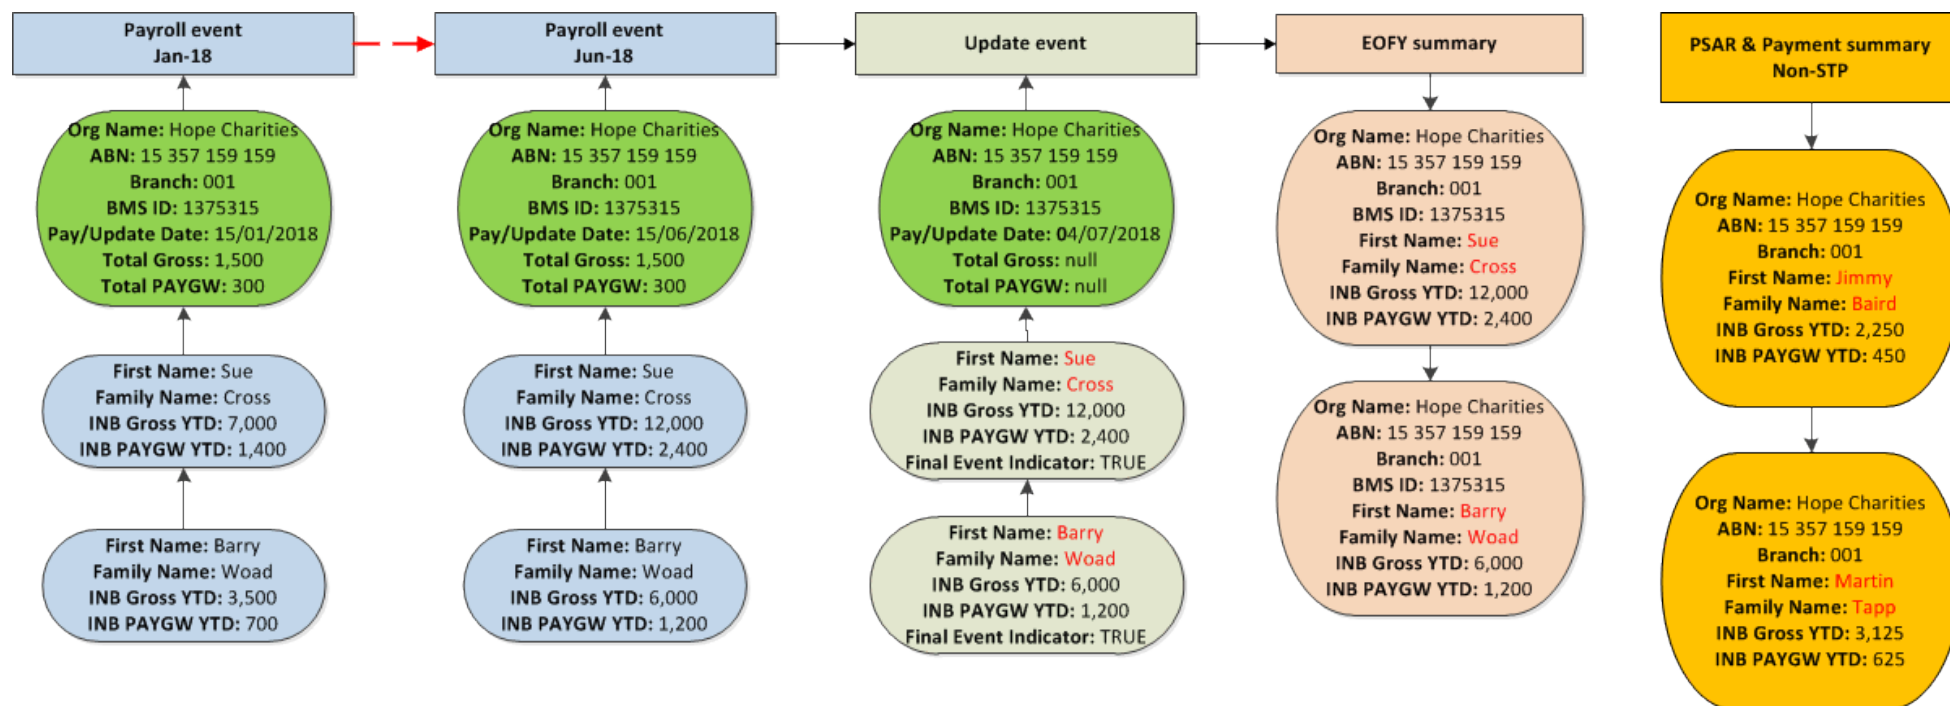 Payroll event
Jan-18
Org Name: Hope Charities
ABN: 15 357 159 159
Branch: 001
BMS ID: 1375315
Pay/Update Date: 15/01/2018
Total Gross: 1,500
Total PAYGW: 300
First Name: Sue
Family Name: Cross
INB Gross YTD: 7,000
INB PAYGW YTD: 1,400
First Name: Barry
Family Name: Woad
INB Gross YTD: 3,500
INB PAYGW YTD: 700
Payroll event
Jun-18
Org Name: Hope Charities
ABN: 15 357 159 159
Branch: 001
BMS ID: 1375315
Pay/Update Date: 15/06/2018
Total Gross: 1,500
Total PAYGW: 300
First Name: Sue
Family Name: Cross
INB Gross YTD: 12,000
INB PAYGW YTD: 2,400
First Name: Barry
Family Name: Woad
INB Gross YTD: 6,000
INB PAYGW YTD: 1,200
Update event
Org Name: Hope Charities
ABN: 15 357 159 159
Branch: 001
BMS ID: 1375315
Pay/Update Date: 04/07/2018
Total Gross: null
Total PAYGW: null
First Name: Sue
Family Name: Cross
INB Gross YTD: 12,000
INB PAYGW YTD: 2,400
Final Event Indicator: TRUE
First Name: Barry
Family Name: Woad
INB Gross YTD: 6,000
INB PAYGW YTD: 1,200
Final Event Indicator: TRUE
EOFY summary
Org Name: Hope Charities
ABN: 15 357 159 159
Branch: 001
BMS ID: 1375315
First Name: Sue
Family Name: Cross
INB Gross YTD: 12,000
INB PAYGW YTD: 2,400
Org Name: Hope Charities
ABN: 15 357 159 159
Branch: 001
BMS ID: 1375315
First Name: Barry
Family Name: Woad
INB Gross YTD: 6,000
INB PAYGW YTD: 1,200
PSAR & Payment summary
Non-STP
Org Name: Hope Charities
ABN: 15 357 159 159
Branch: 001
First Name: Jimmy
Family Name: Baird
INB Gross YTD: 2,250
INB PAYGW YTD: 450
Org Name: Hope Charities
ABN: 15 357 159 159
Branch: 001
First Name: Martin
Family Name: Tapp
INB Gross YTD: 3,125
INB PAYGW YTD: 625